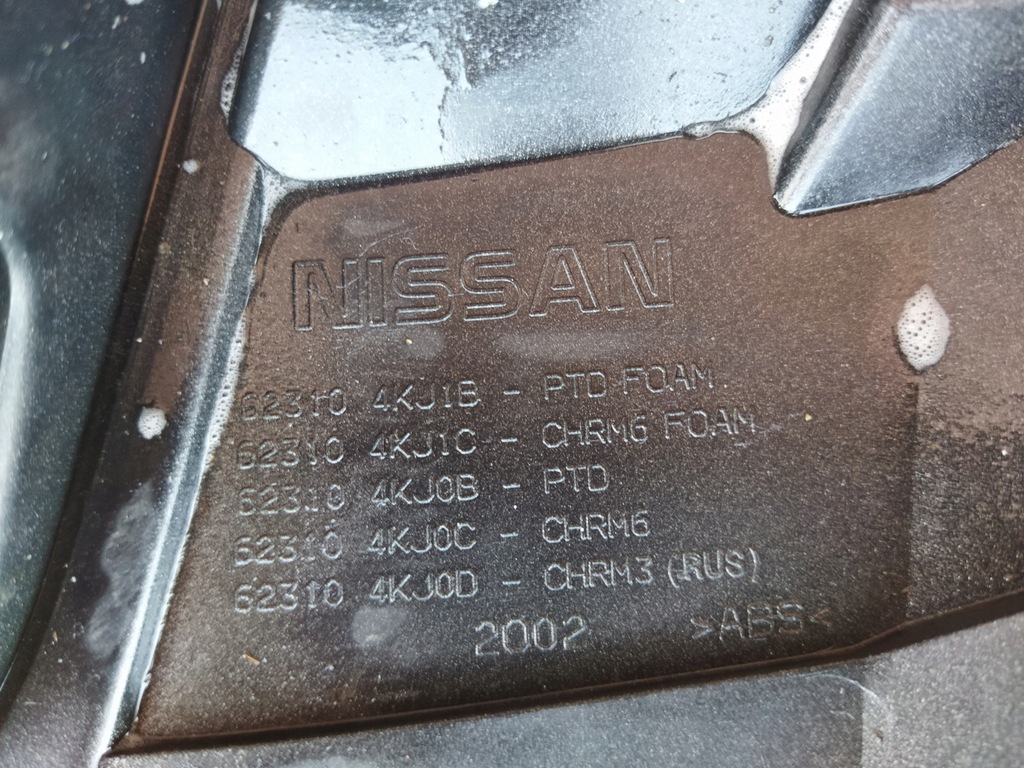 NISSAN
62310 4KJ1B - PTD FOAM
62310 4KJ1C - CHRM6 FOAM
62310 4KJ0B - PTD
62310 4KJ0C - CHRM6
62310 4KJ0D - CHRM3 (RUS)
2002 >ABS<